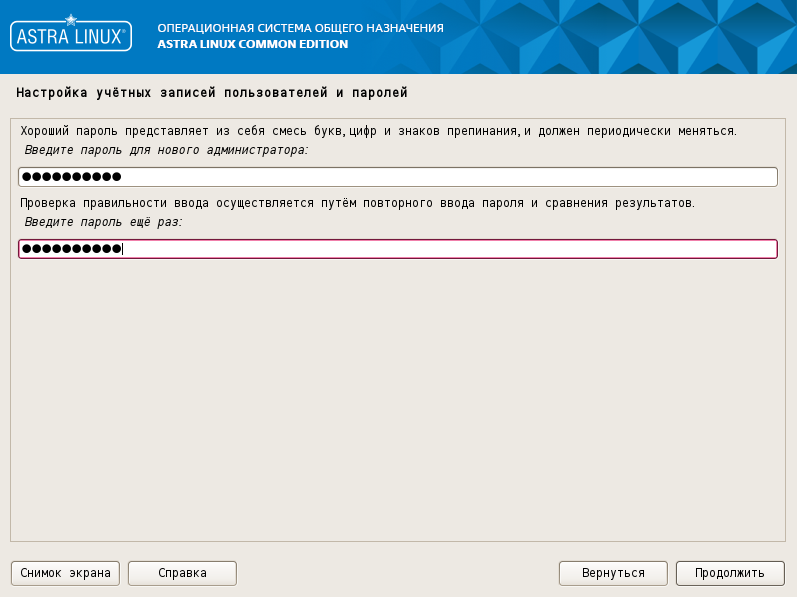 ASTRA LINUX®
ОПЕРАЦИОННАЯ СИСТЕМА ОБЩЕГО НАЗНАЧЕНИЯ
ASTRA LINUX COMMON EDITION
Настройка учётных записей пользователей и паролей
Хороший пароль представляет из себя смесь букв, цифр и знаков препинания, и должен периодически меняться.
Введите пароль для нового администратора:
●●●●●●●●●●
Проверка правильности ввода осуществляется путём повторного ввода пароля и сравнения результатов.
Введите пароль ещё раз:
●●●●●●●●●●
Снимок экрана Справка Вернуться Продолжить